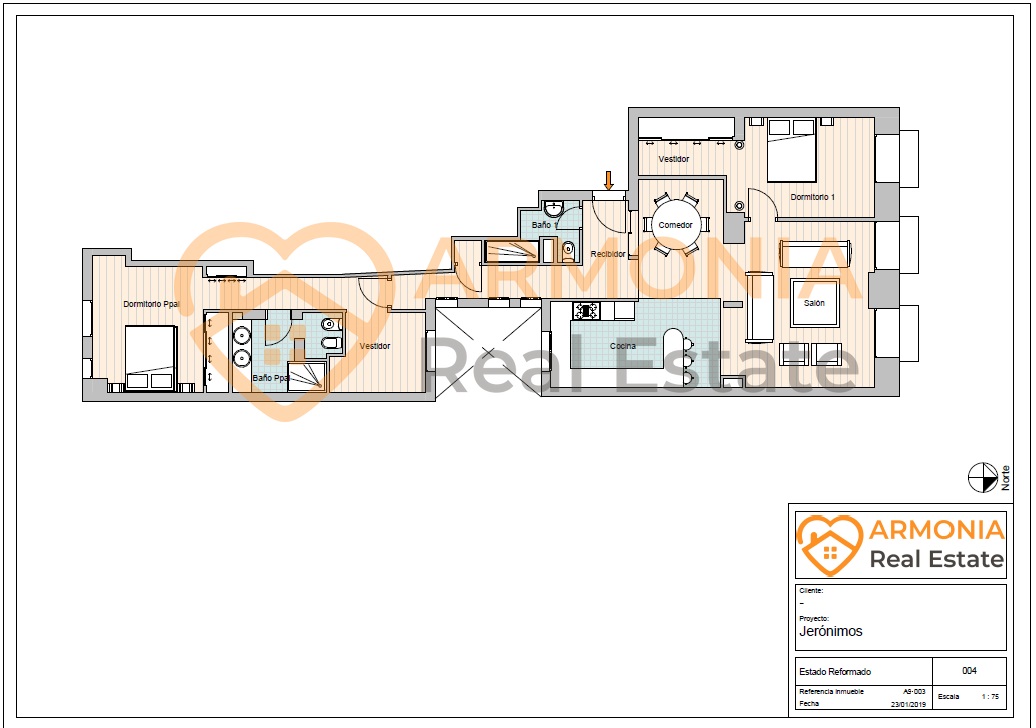 Vestidor
Dormitorio 1
Baño 1
Recibidor
Comedor
ARMONIA
Real Estate
Dormitorio Ppal
Salón
Vestidor
Cocina
Baño Ppal
Norte
ARMONIA
Real Estate
Cliente:
-
Proyecto:
Jerónimos
Estado Reformado
004
Referencia Inmueble A9-003
Fecha 23/01/2019
Escala 1 : 75